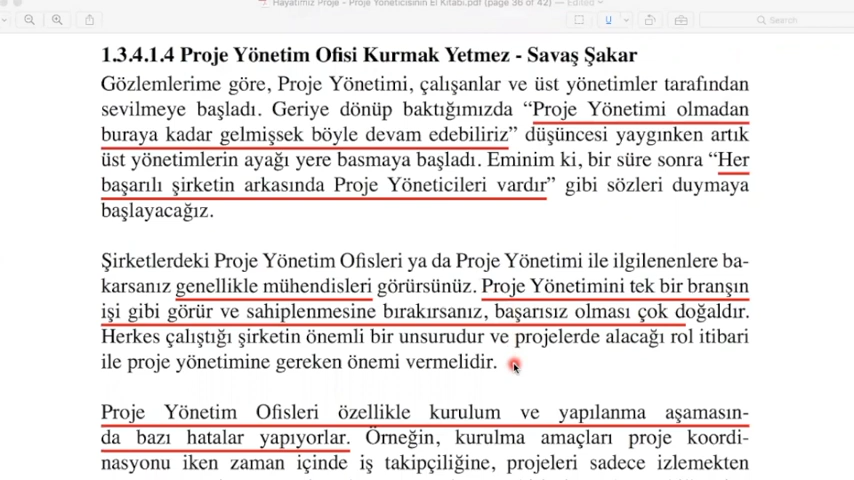 Hayatımız Proje - Proje Yöneticisinin El Kitabı.pdf (page 36 of 42) — Edited
Search
1.3.4.1.4 Proje Yönetim Ofisi Kurmak Yetmez - Savaş Şakar
Gözlemlerime göre, Proje Yönetimi, çalışanlar ve üst yönetimler tarafından
sevilmeye başladı. Geriye dönüp baktığımızda “Proje Yönetimi olmadan
buraya kadar gelmişsek böyle devam edebiliriz” düşüncesi yaygınken artık
üst yönetimlerin ayağı yere basmaya başladı. Eminim ki, bir süre sonra “Her
başarılı şirketin arkasında Proje Yöneticileri vardır” gibi sözleri duymaya
başlayacağız.
Şirketlerdeki Proje Yönetim Ofisleri ya da Proje Yönetimi ile ilgilenenlere ba-
karsanız genellikle mühendisleri görürsünüz. Proje Yönetimini tek bir branşın
işi gibi görür ve sahiplenmesine bırakırsanız, başarısız olması çok doğaldır.
Herkes çalıştığı şirketin önemli bir unsurudur ve projelerde alacağı rol itibari
ile proje yönetimine gereken önemi vermelidir.
Proje Yönetim Ofisleri özellikle kurulum ve yapılanma aşamasın-
da bazı hatalar yapıyorlar. Örneğin, kurulma amaçları proje koordi-
nasyonu iken zaman içinde iş takipçiliğine, projeleri sadece izlemekten